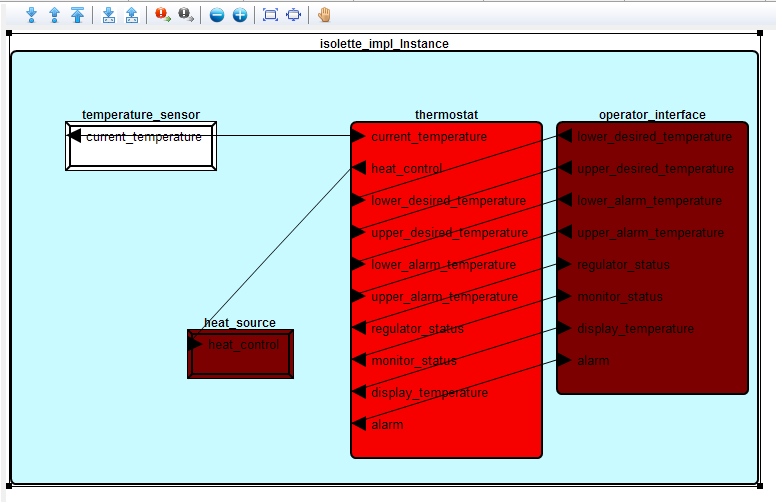 isolette_impl_Instance
temperature_sensor
current_temperature
thermostat
current_temperature
heat_control
lower_desired_temperature
upper_desired_temperature
lower_alarm_temperature
upper_alarm_temperature
regulator_status
monitor_status
display_temperature
alarm
operator_interface
lower_desired_temperature
upper_desired_temperature
lower_alarm_temperature
upper_alarm_temperature
regulator_status
monitor_status
display_temperature
alarm
heat_source
heat_control